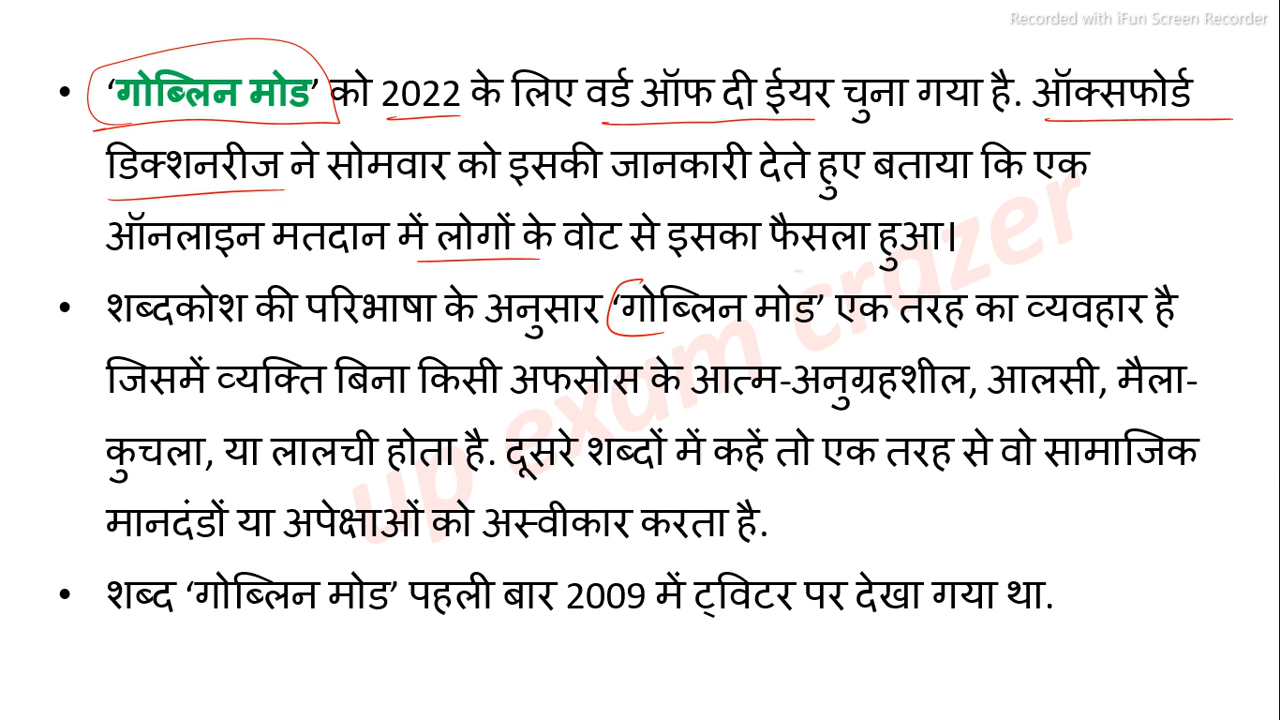 Recorded with iFun Screen Recorder
• ‘गोब्लिन मोड’ को 2022 के लिए वर्ड ऑफ दी ईयर चुना गया है. ऑक्सफोर्ड
डिक्शनरीज ने सोमवार को इसकी जानकारी देते हुए बताया कि एक
ऑनलाइन मतदान में लोगों के वोट से इसका फैसला हुआ।
• शब्दकोश की परिभाषा के अनुसार ‘गोब्लिन मोड’ एक तरह का व्यवहार है
जिसमें व्यक्ति बिना किसी अफसोस के आत्म-अनुग्रहशील, आलसी, मैला-
कुचला, या लालची होता है. दूसरे शब्दों में कहें तो एक तरह से वो सामाजिक
मानदंडों या अपेक्षाओं को अस्वीकार करता है.
• शब्द ‘गोब्लिन मोड’ पहली बार 2009 में ट्विटर पर देखा गया था.
up exam crazer